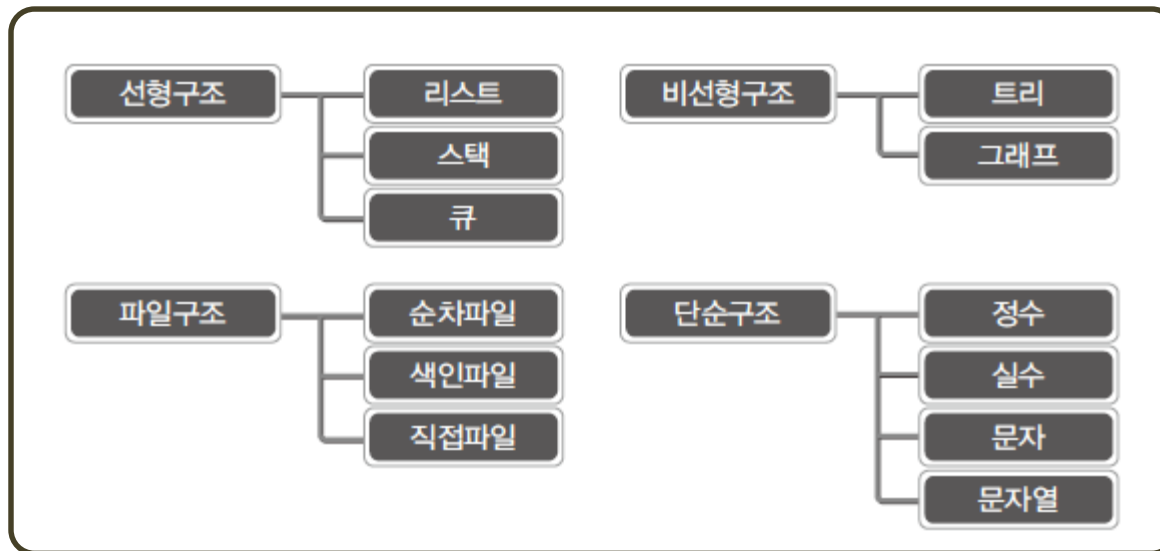 선형구조
리스트
스택
큐
비선형구조
트리
그래프
파일구조
순차파일
색인파일
직접파일
단순구조
정수
실수
문자
문자열